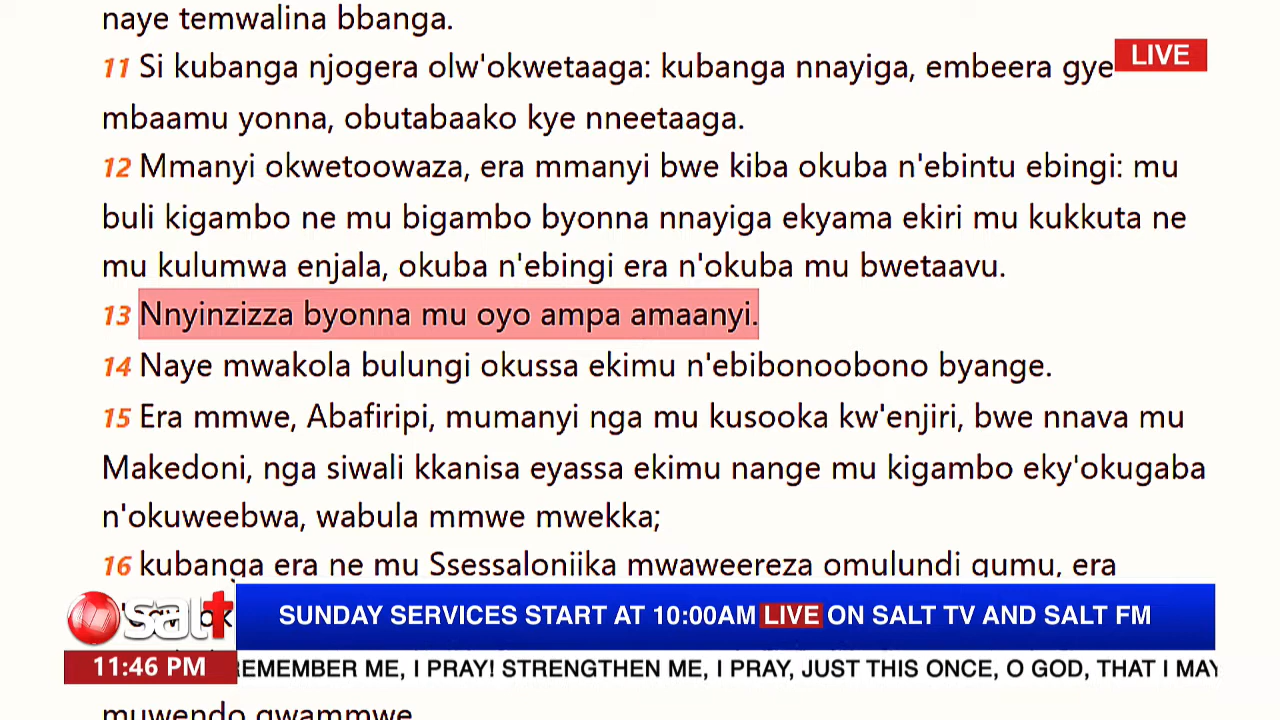 naye temwalina bbanga.
11 Si kubanga njogera olw'okwetaaga: kubanga nnayiga, embeera gye
LIVE
mbaamu yonna, obutabaako kye nneetaaga.
12 Mmanyi okwetoowaza, era mmanyi bwe kiba okuba n'ebintu ebingi: mu
buli kigambo ne mu bigambo byonna nnayiga ekyama ekiri mu kukkuta ne
mu kulumwa enjala, okuba n'ebingi era n'okuba mu bwetaavu.
13 Nnyinzizza byonna mu oyo ampa amaanyi.
14 Naye mwakola bulungi okussa ekimu n'ebibonoobono byange.
15 Era mmwe, Abafiripi, mumanyi nga mu kusooka kw'enjiri, bwe nnava mu
Makedoni, nga siwali kkanisa eyassa ekimu nange mu kigambo eky'okugaba
n'okuweebwa, wabula mmwe mwekka;
16 kubanga era ne mu Ssessaloniika mwaweereza omulundi gumu, era
salt
SUNDAY SERVICES START AT 10:00AM LIVE ON SALT TV AND SALT FM
11:46 PM
REMEMBER ME, I PRAY! STRENGTHEN ME, I PRAY, JUST THIS ONCE, O GOD, THAT I MAY
muwendo gwammwe.